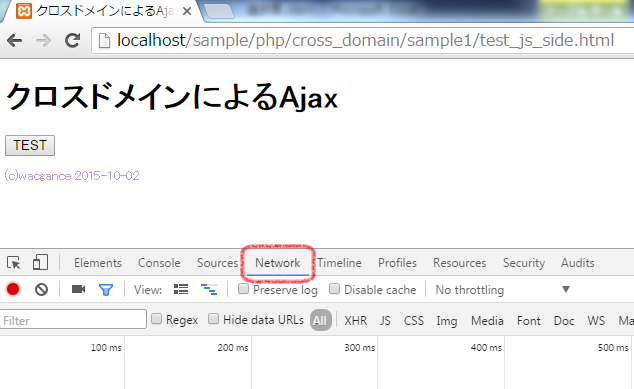 クロスドメインによるAja
localhost/sample/php/cross_domain/sample1/test_js_side.html
クロスドメインによるAjax
TEST
(c)wacgance 2015-10-02
Elements Console Sources Network Timeline Profiles Resources Security Audits
View: Preserve log Disable cache No throttling
Filter Regex Hide data URLs All XHR JS CSS Img Media Font Doc WS Ma
100 ms 200 ms 300 ms 400 ms 500 ms